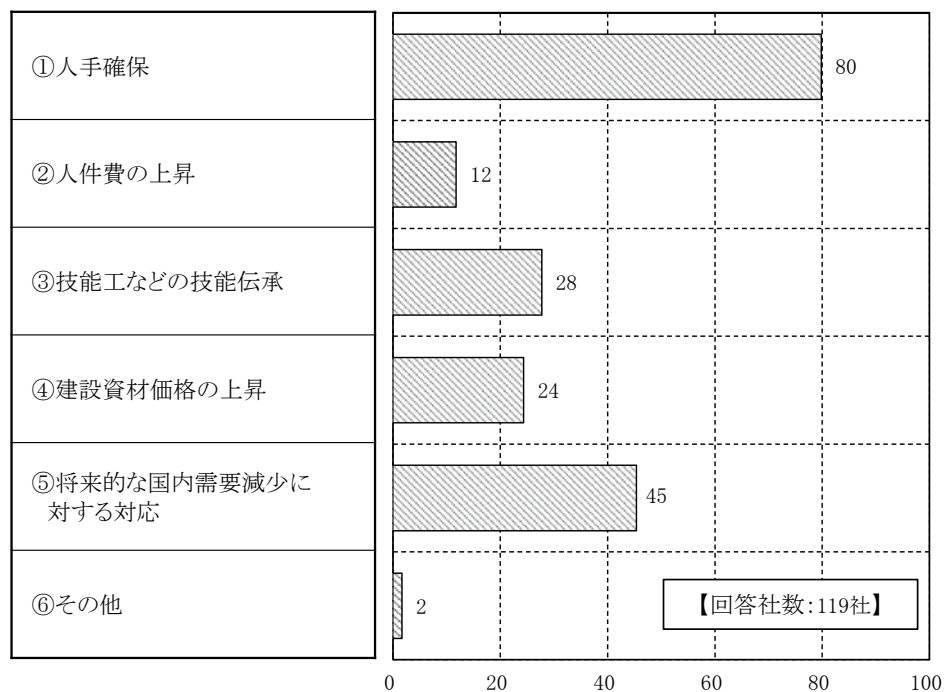 ①人手確保
80
②人件費の上昇
12
③技能工などの技能伝承
28
④建設資材価格の上昇
24
⑤将来的な国内需要減少に
対する対応
45
⑥その他
2
【回答社数:119社】
0 20 40 60 80 100